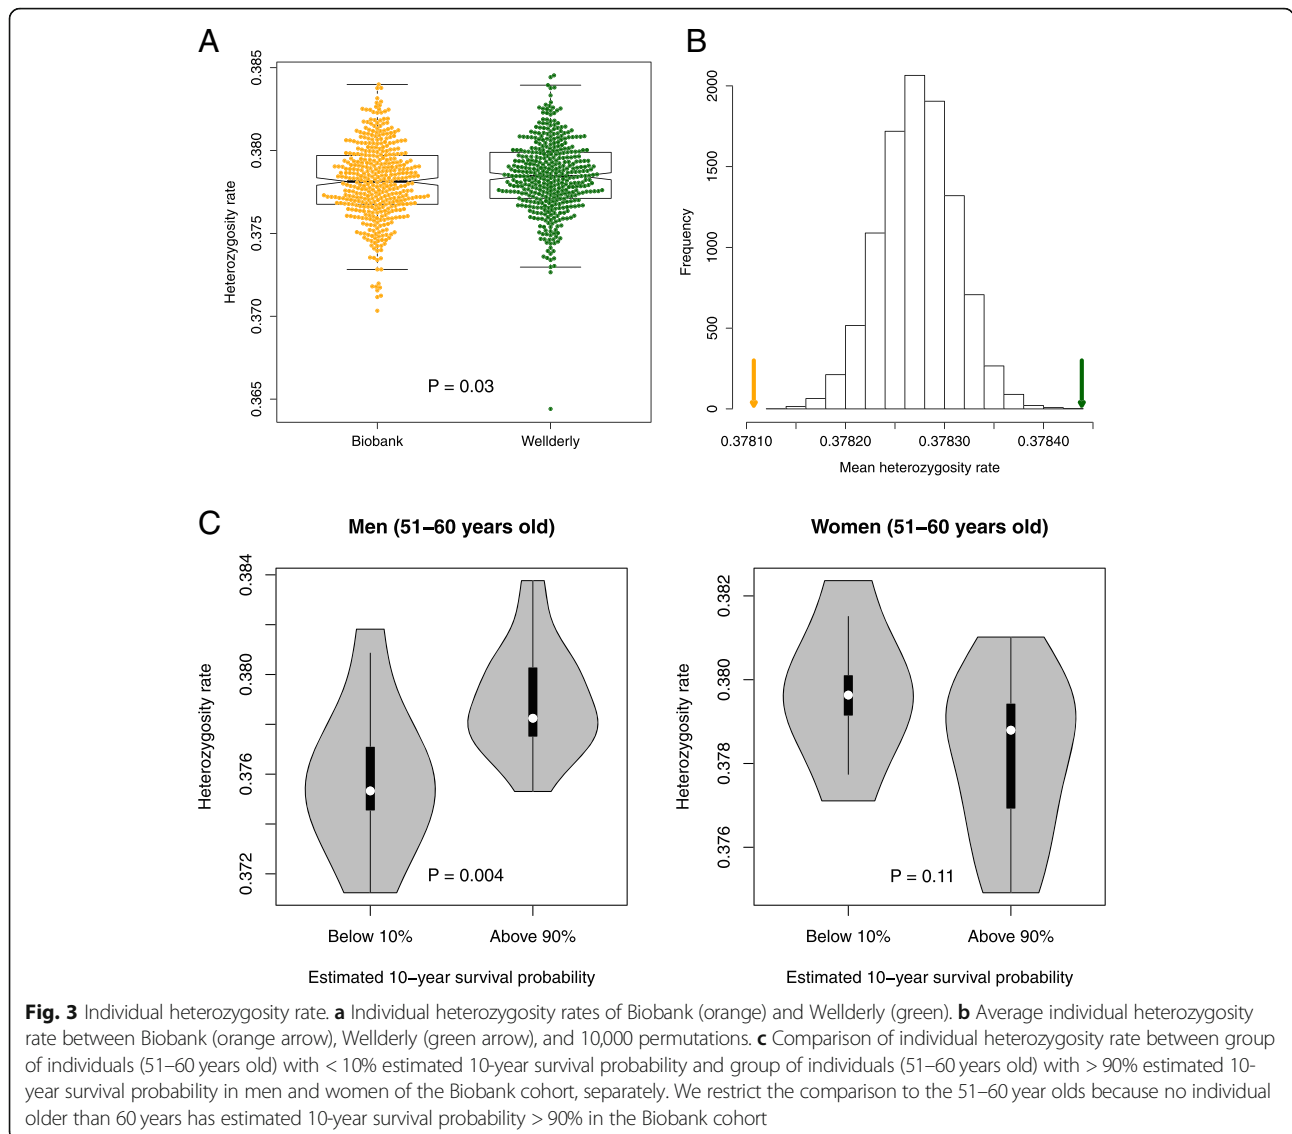 A
Heterozygosity rate
0.385
0.380
0.375
0.370
0.365
P = 0.03
Biobank Wellderly
B
Frequency
2000
1500
1000
500
0
0.37810 0.37820 0.37830 0.37840
Mean heterozygosity rate
C
Men (51–60 years old)
Heterozygosity rate
0.384
0.380
0.376
0.372
P = 0.004
Below 10% Above 90%
Estimated 10−year survival probability
Women (51–60 years old)
Heterozygosity rate
0.382
0.380
0.378
0.376
P = 0.11
Below 10% Above 90%
Estimated 10−year survival probability
Fig. 3 Individual heterozygosity rate. a Individual heterozygosity rates of Biobank (orange) and Wellderly (green). b Average individual heterozygosity
rate between Biobank (orange arrow), Wellderly (green arrow), and 10,000 permutations. c Comparison of individual heterozygosity rate between group
of individuals (51–60 years old) with < 10% estimated 10-year survival probability and group of individuals (51–60 years old) with > 90% estimated 10-
year survival probability in men and women of the Biobank cohort, separately. We restrict the comparison to the 51–60 year olds because no individual
older than 60 years has estimated 10-year survival probability > 90% in the Biobank cohort